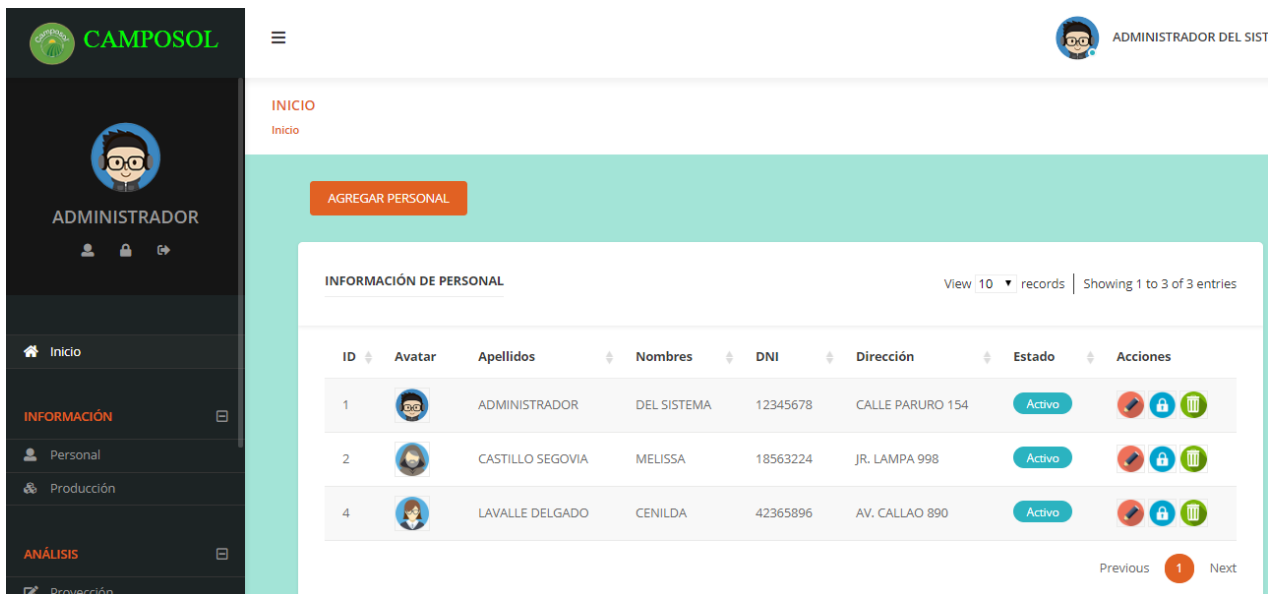 Camposol
CAMPOSOL
ADMINISTRADOR DEL SIST
ADMINISTRADOR
Inicio
INFORMACIÓN
Personal
Producción
ANÁLISIS
Proyección
INICIO
Inicio
AGREGAR PERSONAL
INFORMACIÓN DE PERSONAL
View 10 records Showing 1 to 3 of 3 entries
ID Avatar Apellidos Nombres DNI Dirección Estado Acciones
1 ADMINISTRADOR DEL SISTEMA 12345678 CALLE PARURO 154 Activo
2 CASTILLO SEGOVIA MELISSA 18563224 JR. LAMPA 998 Activo
4 LAVALLE DELGADO CENILDA 42365896 AV. CALLAO 890 Activo
Previous 1 Next